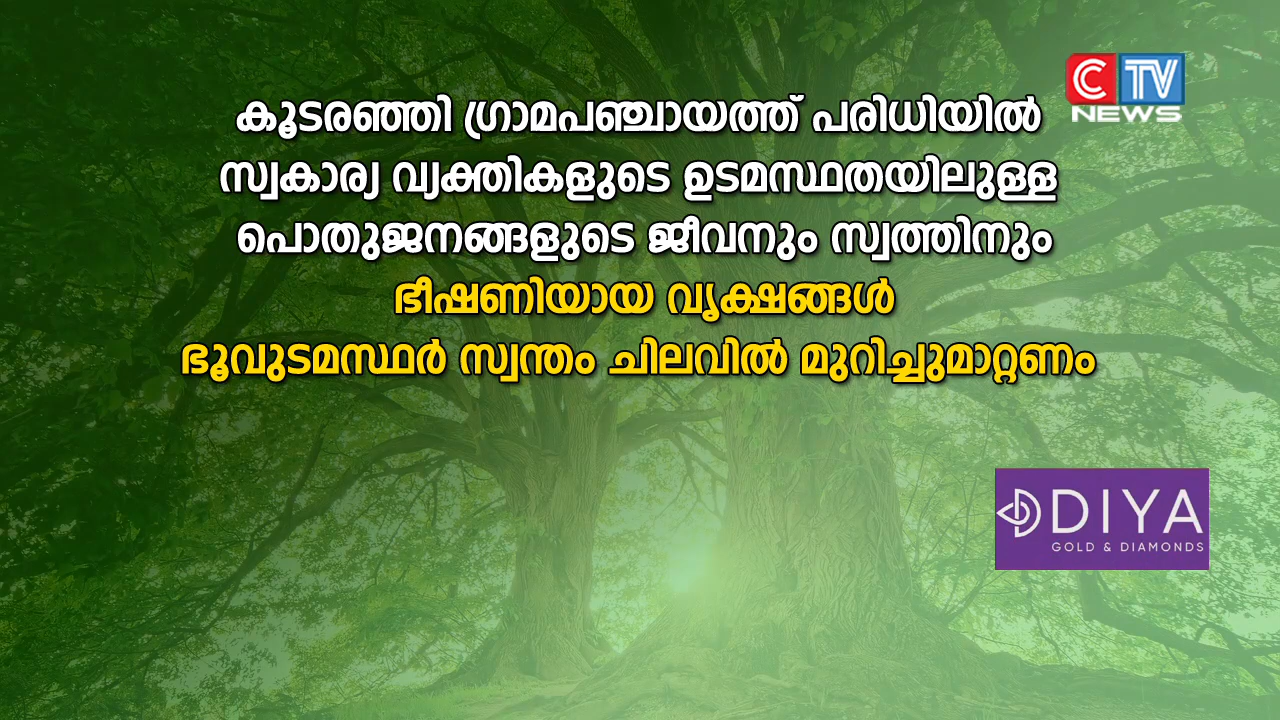 കൂടരഞ്ഞി ഗ്രാമപഞ്ചായത്ത് പരിധിയിൽ
സ്വകാര്യ വ്യക്തികളുടെ ഉടമസ്ഥതയിലുള്ള
പൊതുജനങ്ങളുടെ ജീവനും സ്വത്തിനും
ഭീഷണിയായ വൃക്ഷങ്ങൾ
ഭൂവുടമസ്ഥർ സ്വന്തം ചിലവിൽ മുറിച്ചുമാറ്റണം
C TV
NEWS
DIYA
GOLD & DIAMONDS